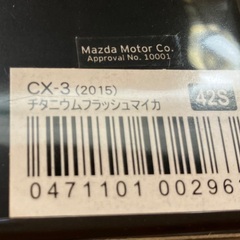 Mazda Motor Co.
Approval No. 10001
CX-3 (2015)
チタニウムフラッシュマイカ
42S
0471101 00296